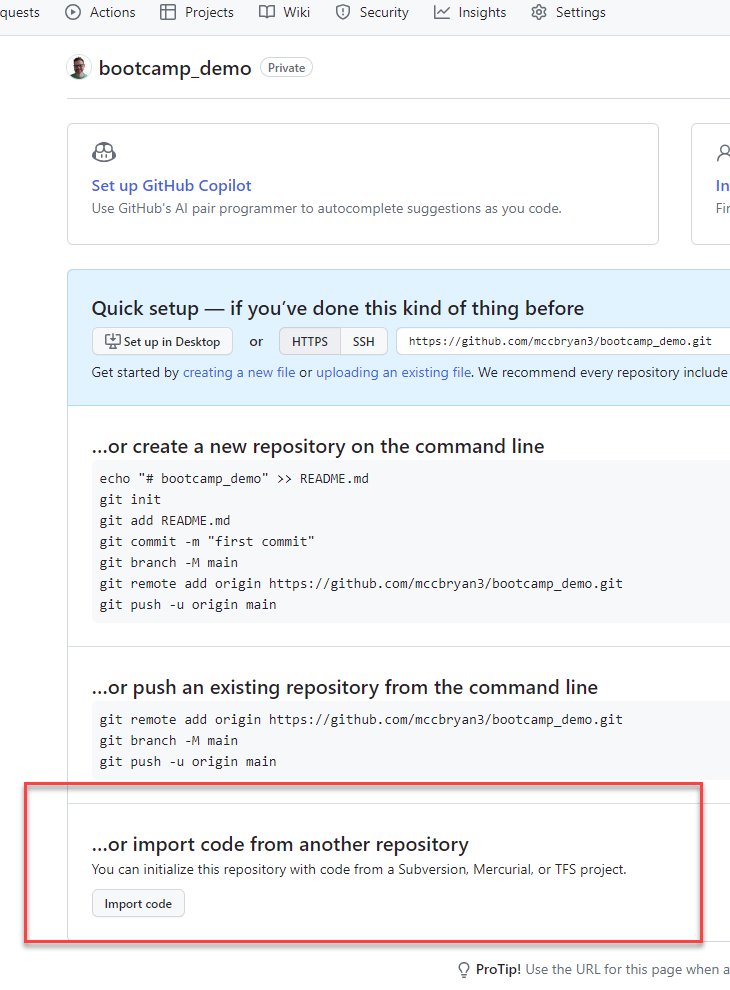 quests Actions Projects Wiki Security Insights Settings
bootcamp_demo Private
Set up GitHub Copilot
Use GitHub's AI pair programmer to autocomplete suggestions as you code.
In
Fir
Quick setup — if you’ve done this kind of thing before
Set up in Desktop or HTTPS SSH https://github.com/mccbryan3/bootcamp_demo.git
Get started by creating a new file or uploading an existing file. We recommend every repository include
…or create a new repository on the command line
echo "# bootcamp_demo" >> README.md
git init
git add README.md
git commit -m "first commit"
git branch -M main
git remote add origin https://github.com/mccbryan3/bootcamp_demo.git
git push -u origin main
…or push an existing repository from the command line
git remote add origin https://github.com/mccbryan3/bootcamp_demo.git
git branch -M main
git push -u origin main
…or import code from another repository
You can initialize this repository with code from a Subversion, Mercurial, or TFS project.
Import code
ProTip! Use the URL for this page when a